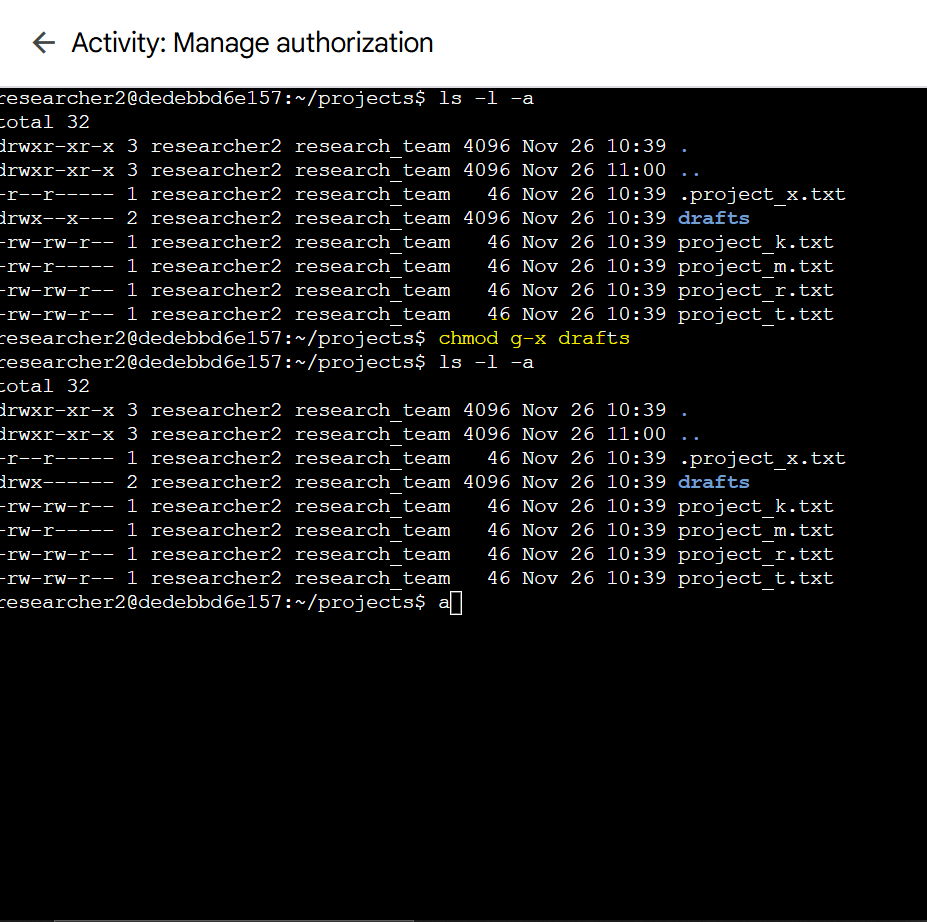 ← Activity: Manage authorization
researcher2@dedebbd6e157:~/projects$ ls -l -a
total 32
drwxr-xr-x 3 researcher2 research_team 4096 Nov 26 10:39 .
drwxr-xr-x 3 researcher2 research_team 4096 Nov 26 11:00 ..
-r--r----- 1 researcher2 research_team   46 Nov 26 10:39 .project_x.txt
drwx--x--- 2 researcher2 research_team 4096 Nov 26 10:39 drafts
-rw-rw-r-- 1 researcher2 research_team   46 Nov 26 10:39 project_k.txt
-rw-r----- 1 researcher2 research_team   46 Nov 26 10:39 project_m.txt
-rw-rw-r-- 1 researcher2 research_team   46 Nov 26 10:39 project_r.txt
-rw-rw-r-- 1 researcher2 research_team   46 Nov 26 10:39 project_t.txt
researcher2@dedebbd6e157:~/projects$ chmod g-x drafts
researcher2@dedebbd6e157:~/projects$ ls -l -a
total 32
drwxr-xr-x 3 researcher2 research_team 4096 Nov 26 10:39 .
drwxr-xr-x 3 researcher2 research_team 4096 Nov 26 11:00 ..
-r--r----- 1 researcher2 research_team   46 Nov 26 10:39 .project_x.txt
drwx------ 2 researcher2 research_team 4096 Nov 26 10:39 drafts
-rw-rw-r-- 1 researcher2 research_team   46 Nov 26 10:39 project_k.txt
-rw-r----- 1 researcher2 research_team   46 Nov 26 10:39 project_m.txt
-rw-rw-r-- 1 researcher2 research_team   46 Nov 26 10:39 project_r.txt
-rw-rw-r-- 1 researcher2 research_team   46 Nov 26 10:39 project_t.txt
researcher2@dedebbd6e157:~/projects$ a